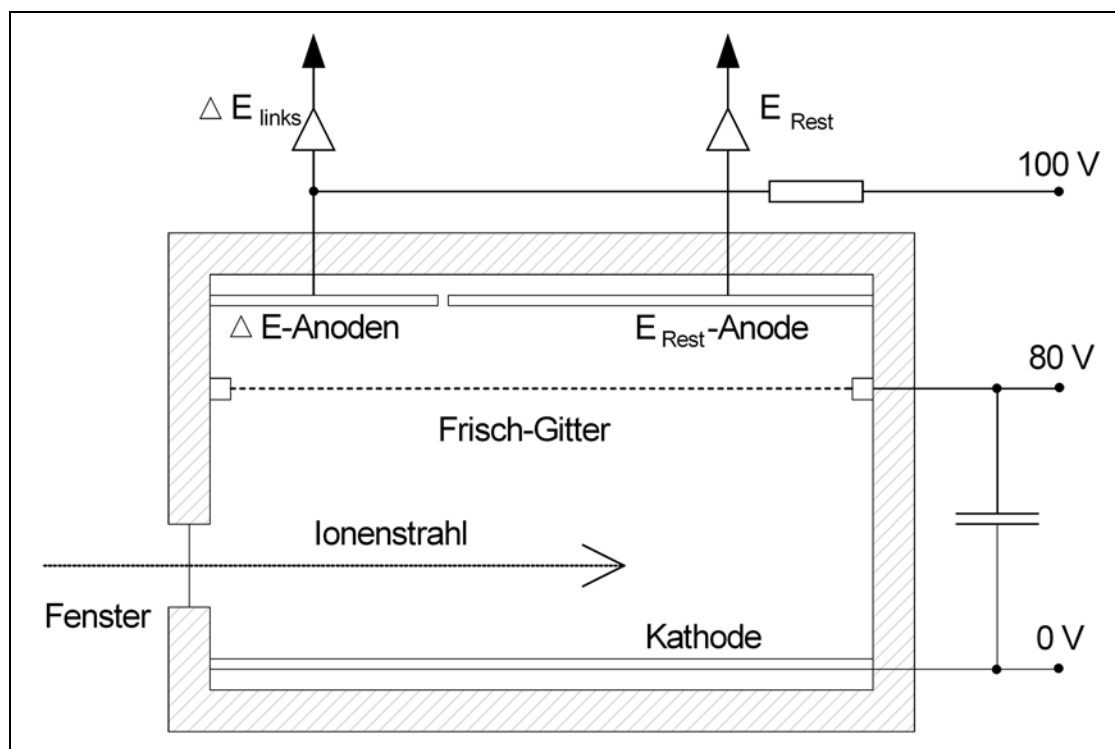 △ E links
E Rest
100 V
△ E-Anoden
E Rest-Anode
80 V
Frisch-Gitter
Ionenstrahl
Fenster
Kathode
0 V